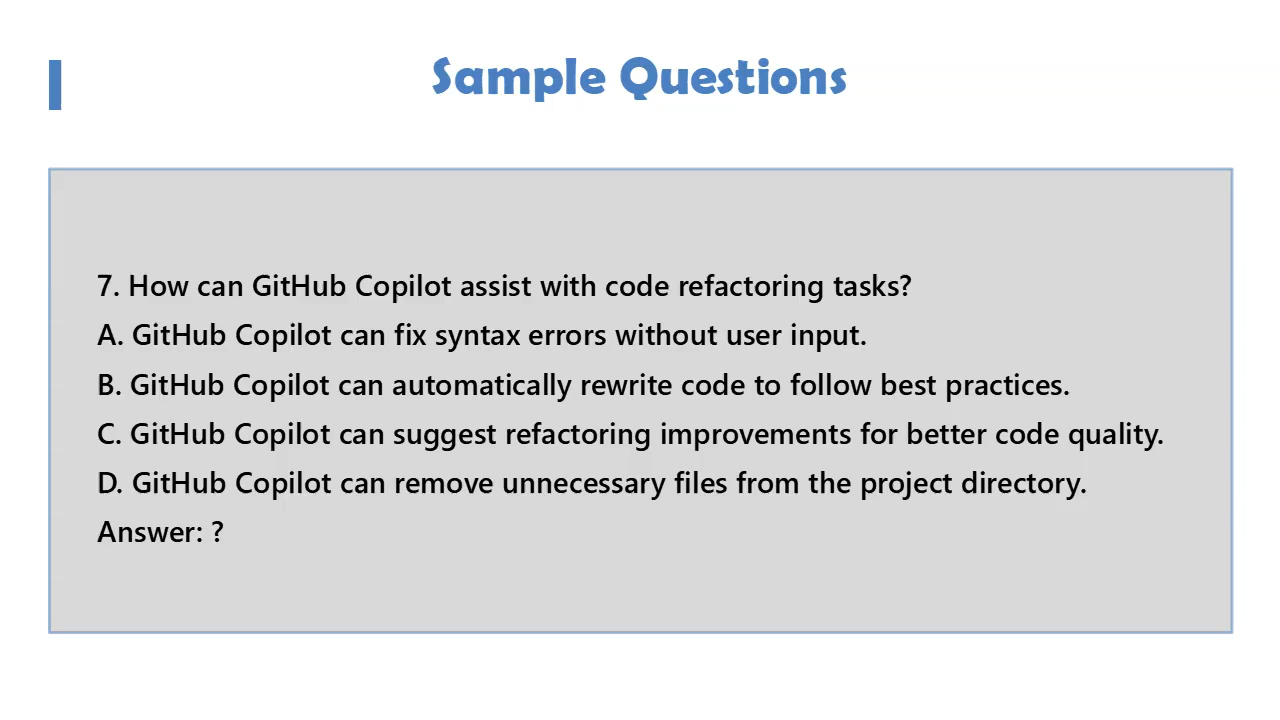 Sample Questions
7. How can GitHub Copilot assist with code refactoring tasks?
A. GitHub Copilot can fix syntax errors without user input.
B. GitHub Copilot can automatically rewrite code to follow best practices.
C. GitHub Copilot can suggest refactoring improvements for better code quality.
D. GitHub Copilot can remove unnecessary files from the project directory.
Answer: ?